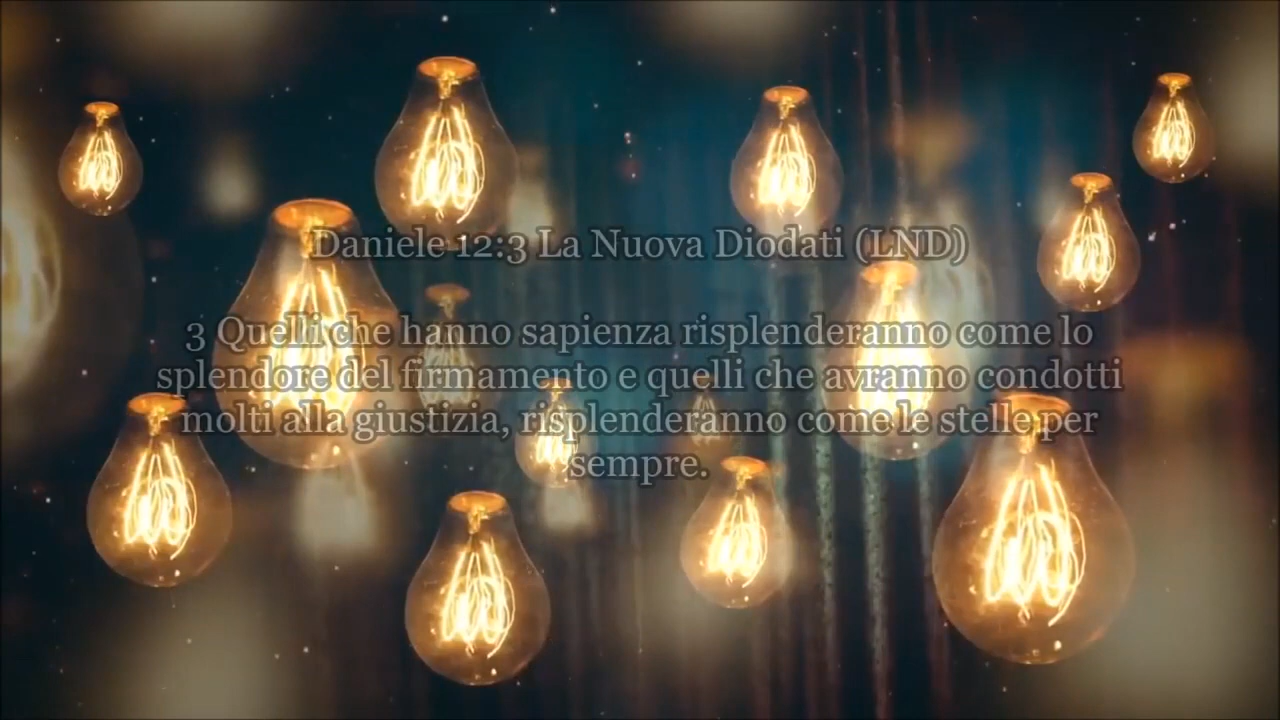 Daniele 12:3 La Nuova Diodati (LND)
3 Quelli che hanno sapienza risplenderanno come lo
splendore del firmamento e quelli che avranno condotti
molti alla giustizia, risplenderanno come le stelle per
sempre.